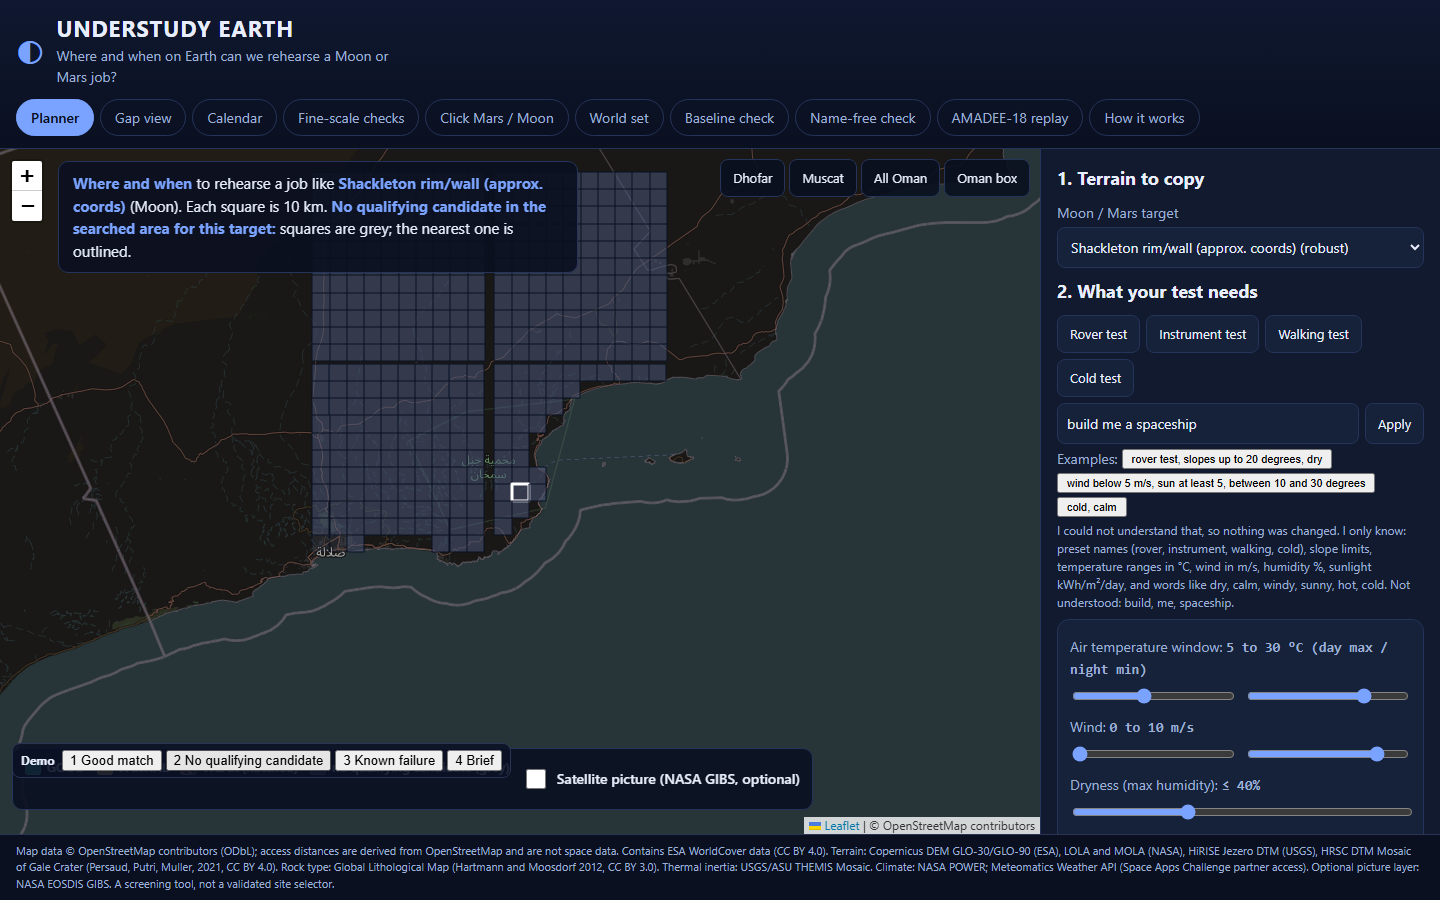 UNDERSTUDY EARTH
Where and when on Earth can we rehearse a Moon or
Mars job?
Planner
Gap view
Calendar
Fine-scale checks
Click Mars / Moon
World set
Baseline check
Name-free check
AMADEE-18 replay
How it works
+
−
Where and when to rehearse a job like Shackleton rim/wall (approx.
coords) (Moon). Each square is 10 km. No qualifying candidate in the
searched area for this target: squares are grey; the nearest one is
outlined.
Dhofar
Muscat
All Oman
Oman box
محمية جبل
سمحان
صلالة
Demo
1 Good match
2 No qualifying candidate
3 Known failure
4 Brief
Satellite picture (NASA GIBS, optional)
Leaflet | © OpenStreetMap contributors
1. Terrain to copy
Moon / Mars target
Shackleton rim/wall (approx. coords) (robust)
2. What your test needs
Rover test
Instrument test
Walking test
Cold test
build me a spaceship
Apply
Examples:
rover test, slopes up to 20 degrees, dry
wind below 5 m/s, sun at least 5, between 10 and 30 degrees
cold, calm
I could not understand that, so nothing was changed. I only know:
preset names (rover, instrument, walking, cold), slope limits,
temperature ranges in °C, wind in m/s, humidity %, sunlight
kWh/m²/day, and words like dry, calm, windy, sunny, hot, cold. Not
understood: build, me, spaceship.
Air temperature window: 5 to 30 °C (day max /
night min)
Wind: 0 to 10 m/s
Dryness (max humidity): ≤ 40%
Map data © OpenStreetMap contributors (ODbL); access distances are derived from OpenStreetMap and are not space data. Contains ESA WorldCover data (CC BY 4.0). Terrain: Copernicus DEM GLO-30/GLO-90 (ESA), LOLA and MOLA (NASA), HiRISE Jezero DTM (USGS), HRSC DTM Mosaic
of Gale Crater (Persaud, Putri, Muller, 2021, CC BY 4.0). Rock type: Global Lithological Map (Hartmann and Moosdorf 2012, CC BY 3.0). Thermal inertia: USGS/ASU THEMIS Mosaic. Climate: NASA POWER; Meteomatics Weather API (Space Apps Challenge partner access). Optional picture layer:
NASA EOSDIS GIBS. A screening tool, not a validated site selector.